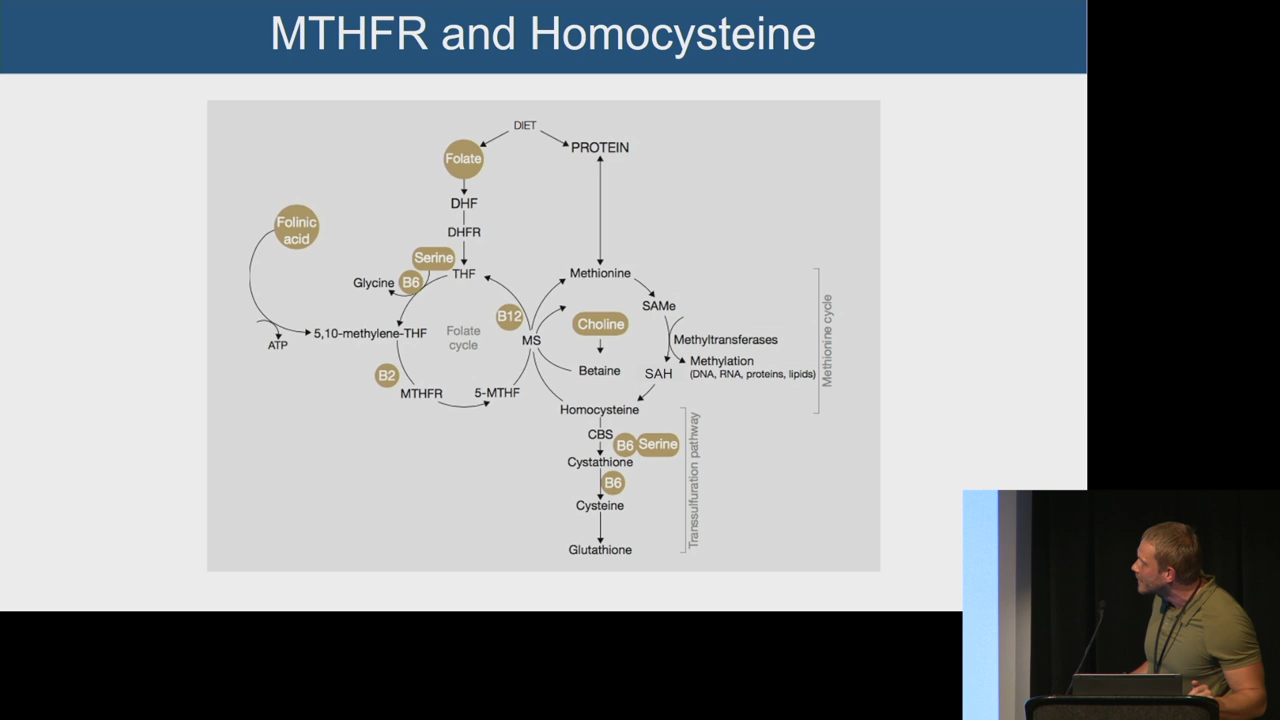 MTHFR and Homocysteine
DIET
Folate
PROTEIN
DHF
DHFR
Folinic
acid
Serine
THF
Glycine
B6
Methionine
SAMe
B12
Choline
5,10-methylene-THF
Folate
cycle
ATP
MS
Methyltransferases
Methylation
(DNA, RNA, proteins, lipids)
Methionine cycle
Betaine
SAH
B2
MTHFR
5-MTHF
Homocysteine
CBS
B6
Serine
Cystathione
B6
Cysteine
Glutathione
Transsulfuration pathway